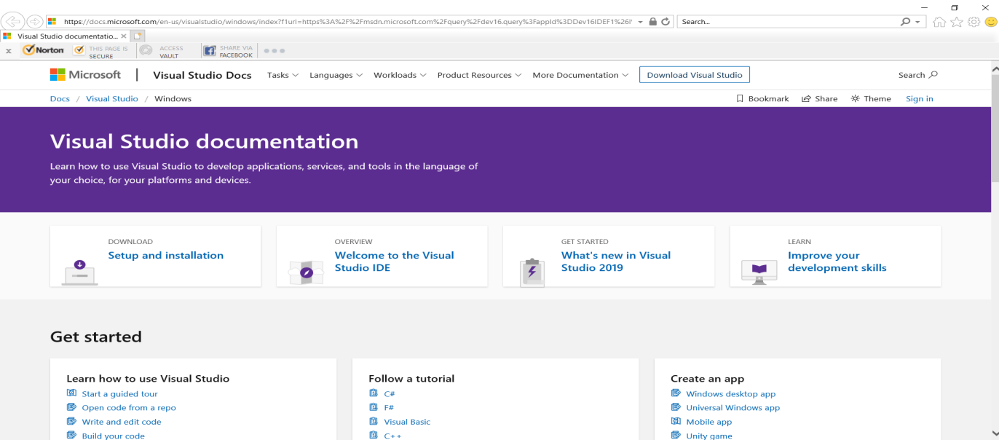 https://docs.microsoft.com/en-us/visualstudio/windows/index?f1url=https%3A%2F%2Fmsdn.microsoft.com%2Fquery%2Fdev16.query%3FappId%3DDev16IDEF1%26l'
Search...
Visual Studio documentatio...
Norton
THIS PAGE IS
SECURE
ACCESS
VAULT
SHARE VIA
FACEBOOK
Microsoft
Visual Studio Docs
Tasks
Languages
Workloads
Product Resources
More Documentation
Download Visual Studio
Search
Docs / Visual Studio / Windows
Bookmark
Share
Theme
Sign in
Visual Studio documentation
Learn how to use Visual Studio to develop applications, services, and tools in the language of
your choice, for your platforms and devices.
DOWNLOAD
Setup and installation
OVERVIEW
Welcome to the Visual
Studio IDE
GET STARTED
What's new in Visual
Studio 2019
LEARN
Improve your
development skills
Get started
Learn how to use Visual Studio
Start a guided tour
Open code from a repo
Write and edit code
Build your code
Follow a tutorial
C#
F#
Visual Basic
C++
Create an app
Windows desktop app
Universal Windows app
Mobile app
Unity game